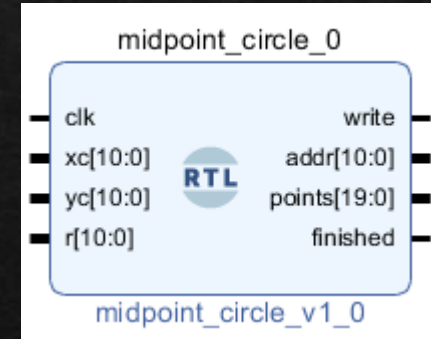 midpoint_circle_0
clk
xc[10:0]
yc[10:0]
r[10:0]
RTL
write
addr[10:0]
points[19:0]
finished
midpoint_circle_v1_0